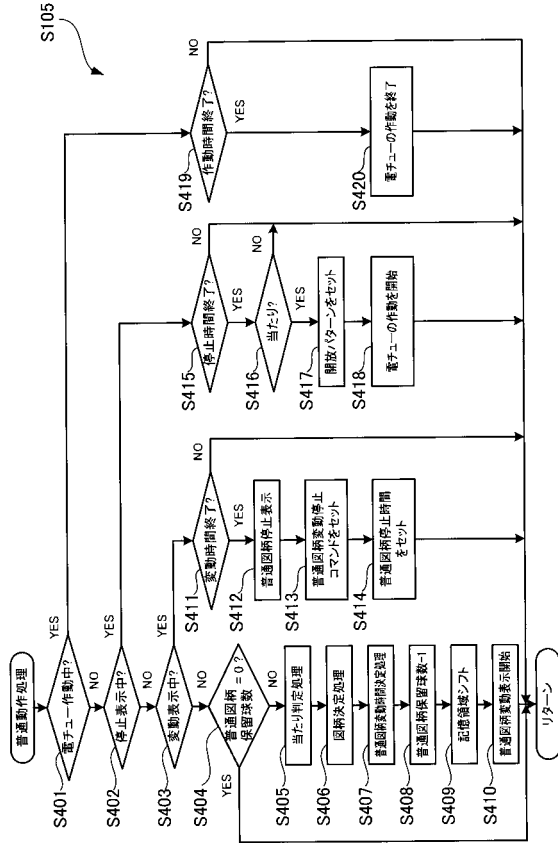 S105
普通動作処理
S401
電チュー作動中?
YES
NO
S402
停止表示中?
YES
NO
S403
変動表示中?
YES
NO
S404
普通図柄
保留球数 = 0 ?
YES
NO
S405
当たり判定処理
S406
図柄決定処理
S407
普通図柄変動時間決定処理
S408
普通図柄保留球数-1
S409
記憶領域シフト
S410
普通図柄変動表示開始
S411
変動時間終了?
NO
YES
S412
普通図柄停止表示
S413
普通図柄変動停止
コマンドをセット
S414
普通図柄停止時間
をセット
S415
停止時間終了?
NO
YES
S416
当たり?
NO
YES
S417
開放パターンをセット
S418
電チューの作動を開始
S419
作動時間終了?
NO
YES
S420
電チューの作動を終了
リターン